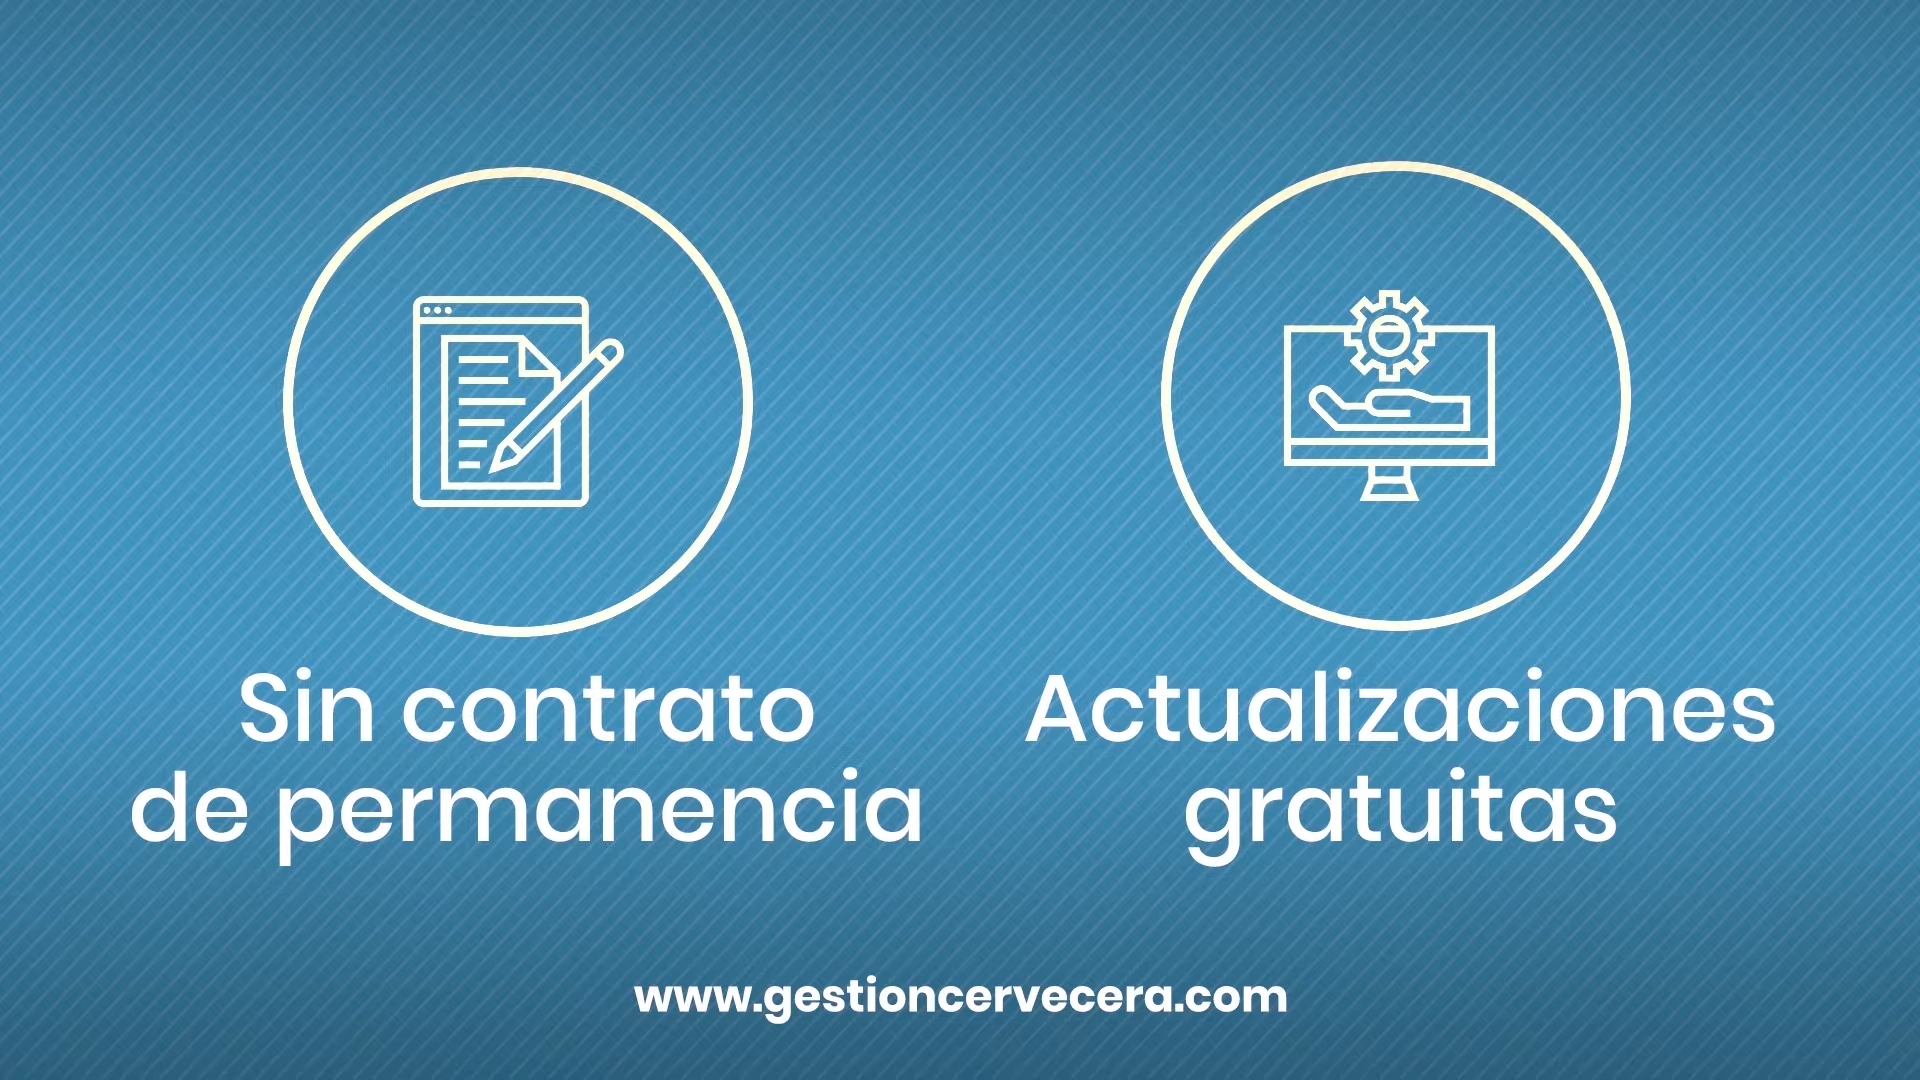 Sin contrato
de permanencia
Actualizaciones
gratuitas
www.gestioncervecera.com